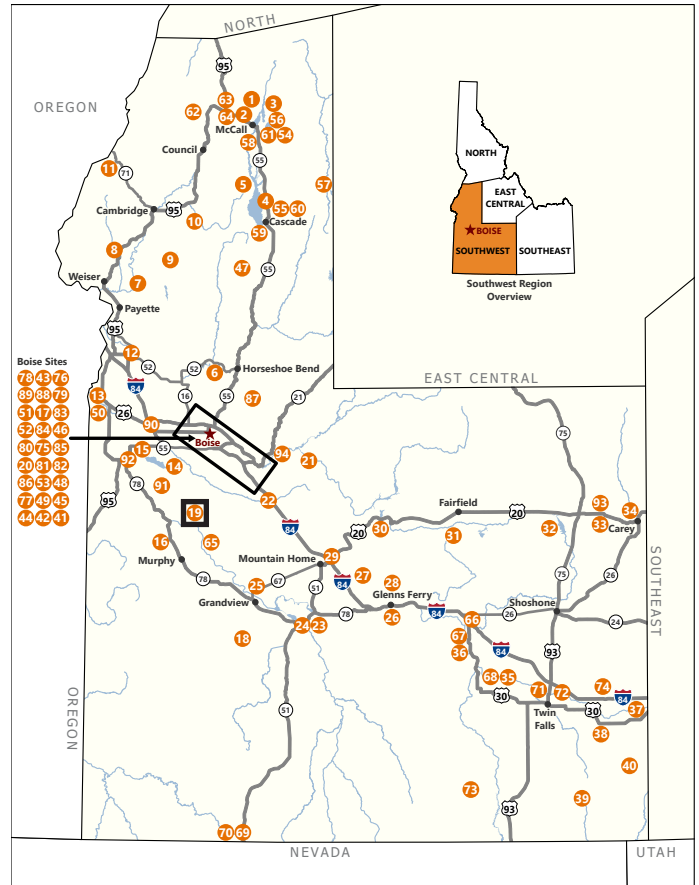 NORTH
95
OREGON
63
1
3
62
64
2
56
McCall
61 54
58
Council
55
11
71
5
57
4
55 60
Cambridge
95
10
Cascade
59
8
9
47
55
Weiser
7
Payette
95
12
52
52
6
Horseshoe Bend
84
16
55
87
21
13
50
26
90
Boise
15
55
92
14
94
21
91
78
95
22
19
84
16
65
Murphy
78
Mountain Home
67
29
25
Grandview
51
84
27
28
Glenns Ferry
78
26
24 23
18
51
70 69
Boise Sites
78 43 76
89 88 79
51 17 83
52 84 46
80 75 85
20 81 82
86 53 48
77 49 45
44 42 41
NORTH
EAST
CENTRAL
BOISE
SOUTHWEST
SOUTHEAST
Southwest Region
Overview
EAST CENTRAL
75
Fairfield
20
20
30
31
32
93
34
33
Carey
75
26
84
66
26
Shoshone
24
67
36
84
93
68 35
30
71
72
74
84
30
37
Twin
Falls
38
40
73
93
39
SOUTHEAST
OREGON
NEVADA
UTAH